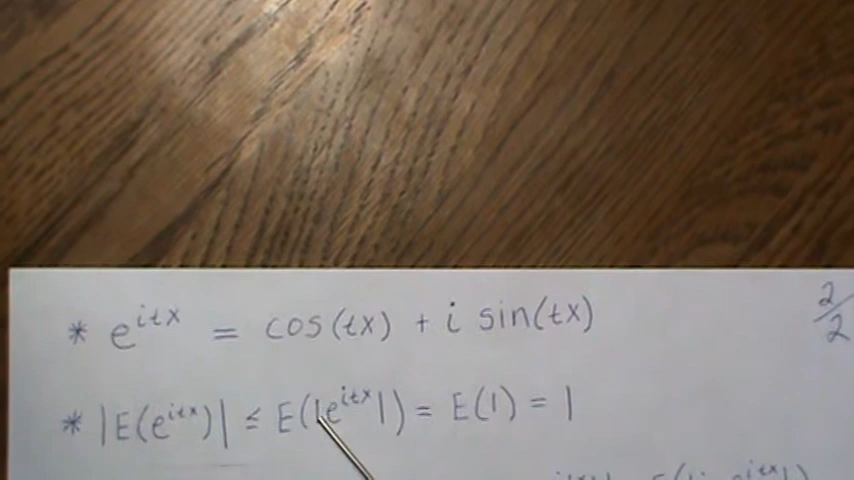 * e^{itx} = cos(tx) + i sin(tx)
2/2
* |E(e^{itx})| ≤ E(|e^{itx}|) = E(1) = 1